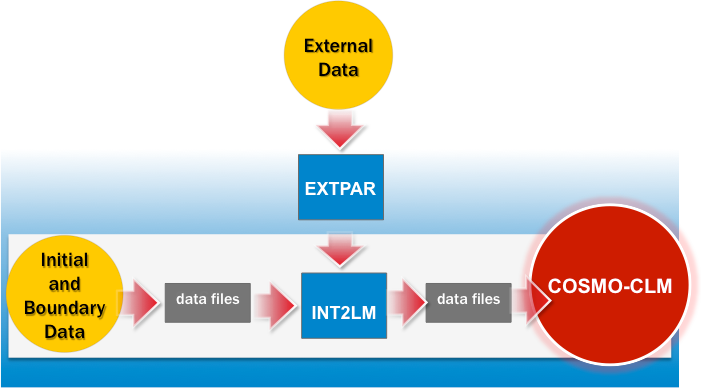 External
Data
EXTPAR
Initial
and
Boundary
Data
data files
INT2LM
data files
COSMO-CLM